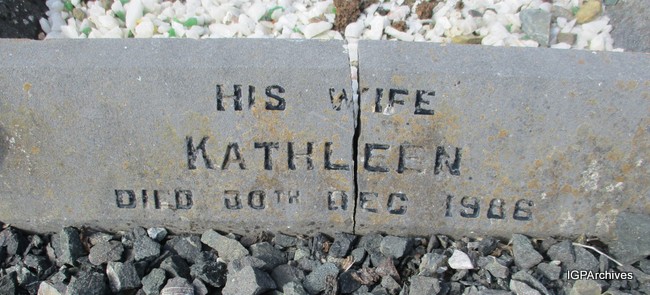 HIS WIFE
KATHLEEN
DIED 30TH DEC 1986
IGPArchives